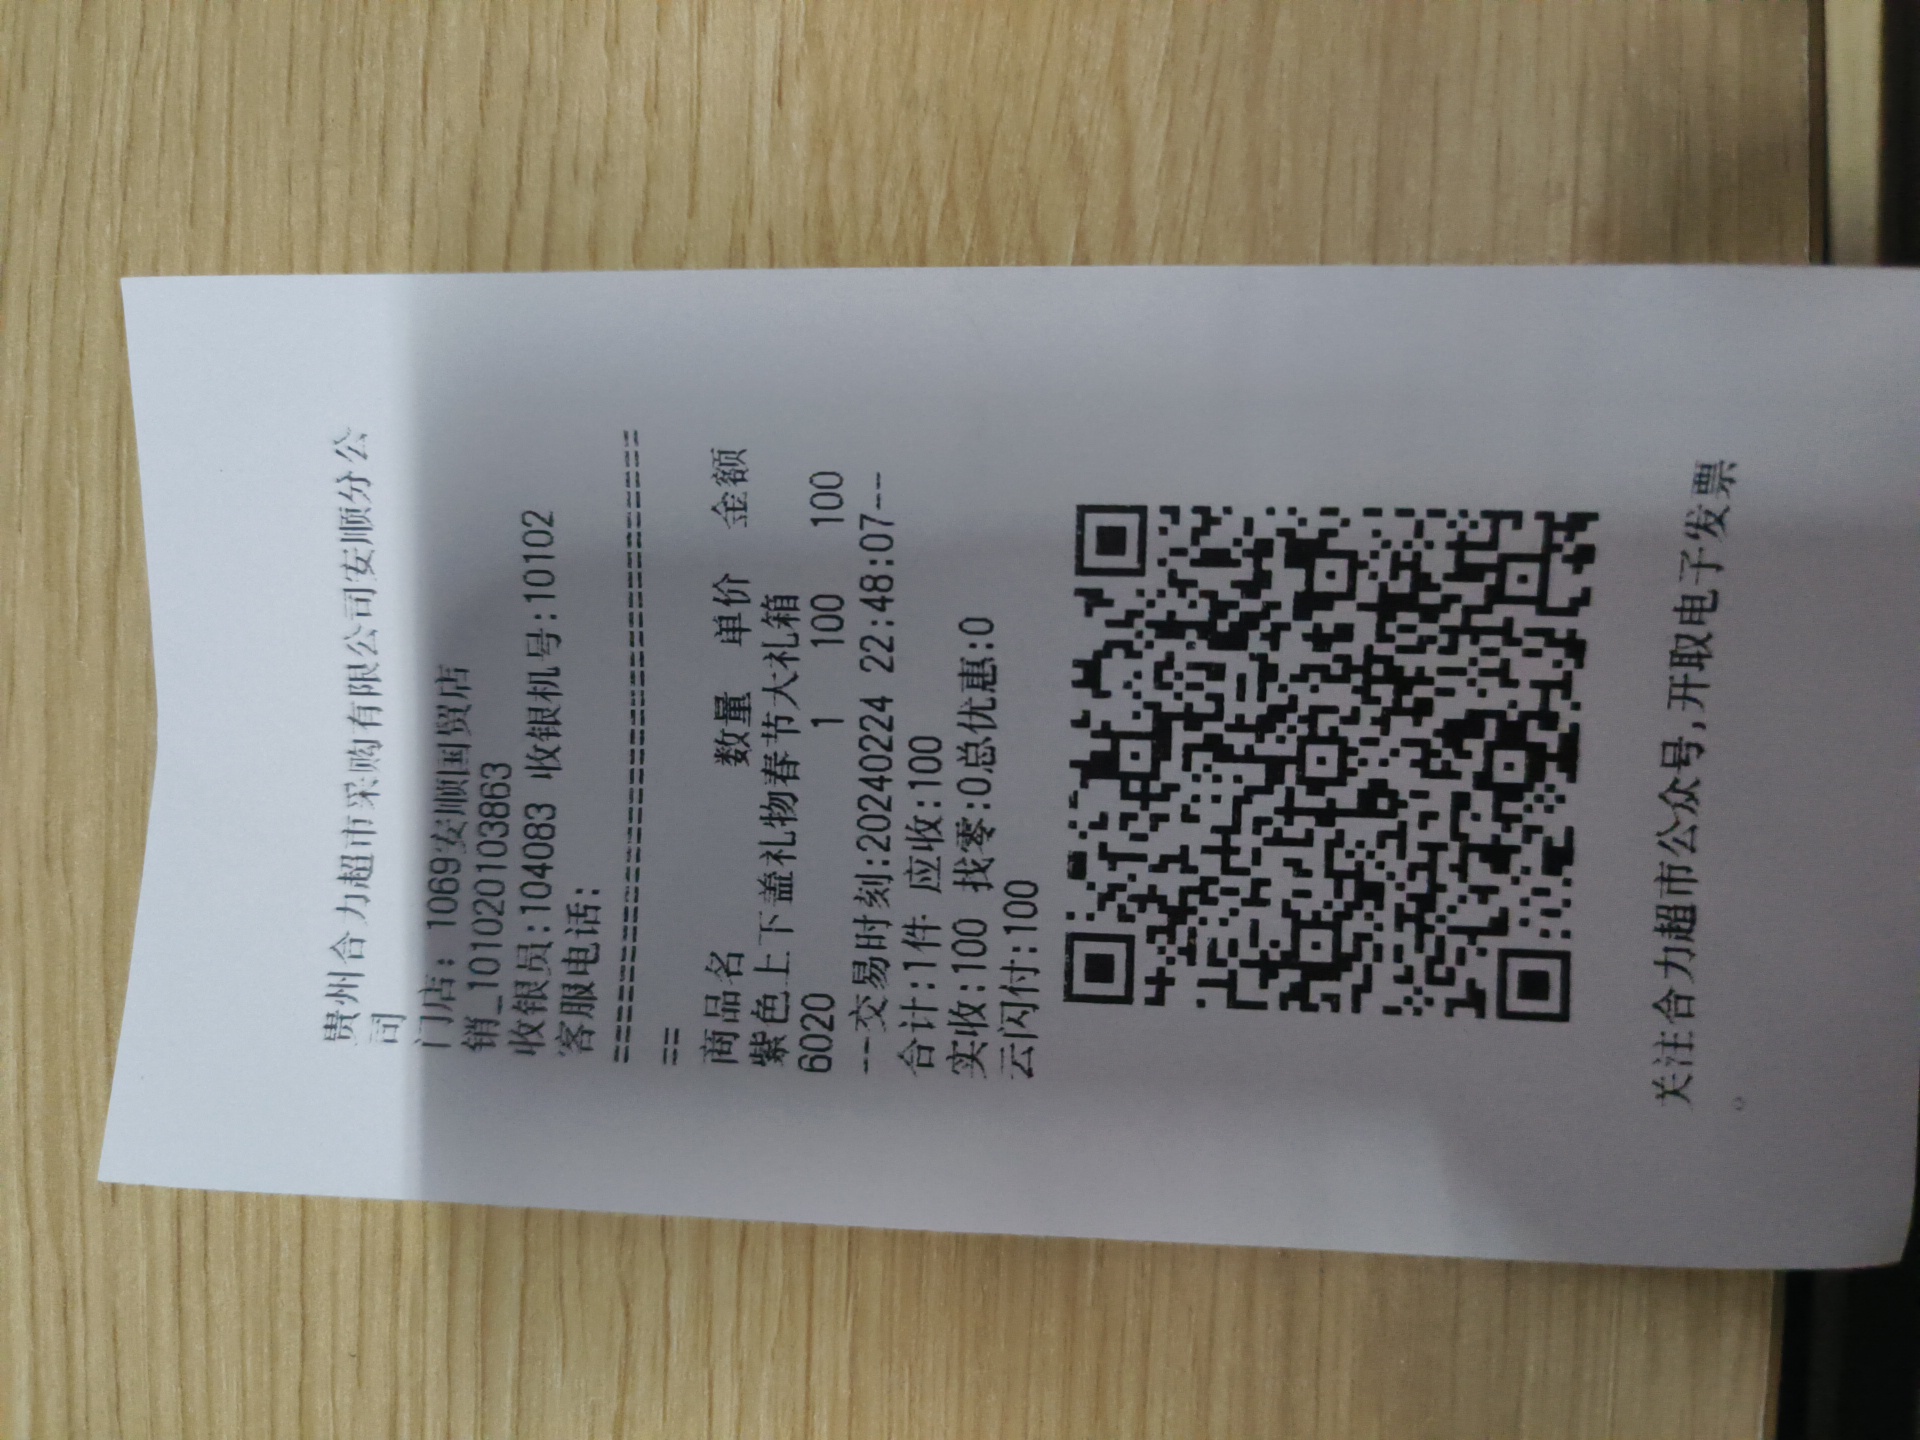 贵州合力超市采购有限公司安顺分公
司
门店：1069安顺国贸店
销_101020103863
收银员:104083 收银机号:10102
客服电话:
========================================
==
商品名 数量 单价 金额
紫色上下盖礼物春节大礼箱
6020 1 100 100
--交易时刻:20240224 22:48:07--
合计:1件 应收:100
实收:100 找零:0总优惠:0
云闪付:100
关注合力超市公众号,开取电子发票
。